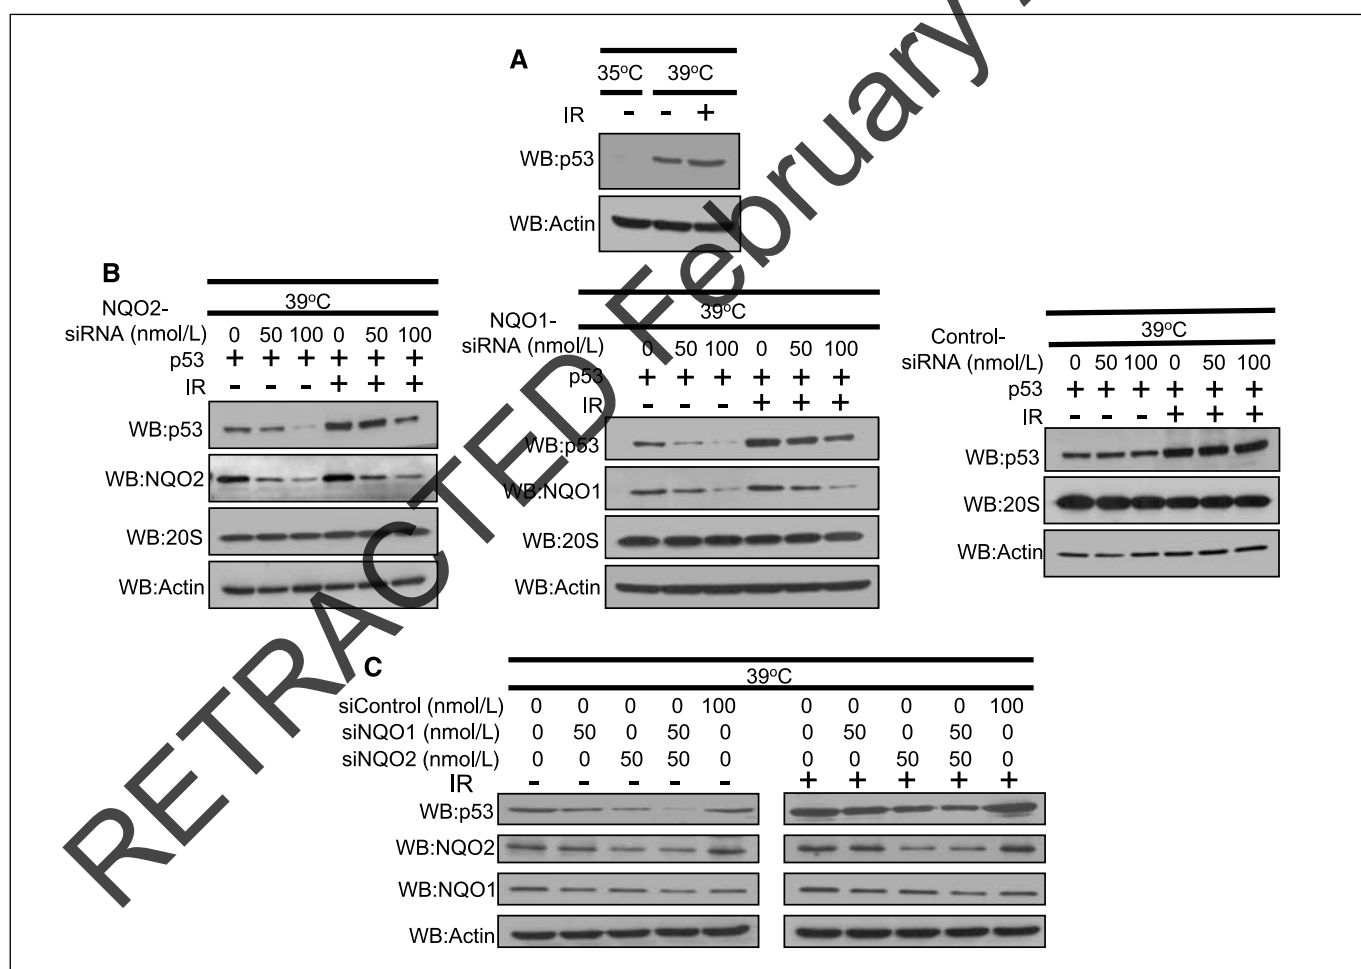 A
35°C 39°C
IR - - +
WB:p53
WB:Actin
B
39°C
NQO2-
siRNA (nmol/L) 0 50 100 0 50 100
p53 + + + + + +
IR - - - + + +
WB:p53
WB:NQO2
WB:20S
WB:Actin
39°C
NQO1-
siRNA (nmol/L) 0 50 100 0 50 100
p53 + + + + + +
IR - - - + + +
WB:p53
WB:NQO1
WB:20S
WB:Actin
39°C
Control-
siRNA (nmol/L) 0 50 100 0 50 100
p53 + + + + + +
IR - - - + + +
WB:p53
WB:20S
WB:Actin
C
39°C
siControl (nmol/L) 0 0 0 0 100 0 0 0 0 100
siNQO1 (nmol/L) 0 50 0 50 0 0 50 0 50 0
siNQO2 (nmol/L) 0 0 50 50 0 0 0 50 50 0
IR - - - - - + + + + +
WB:p53
WB:NQO2
WB:NQO1
WB:Actin
RETRACTED February